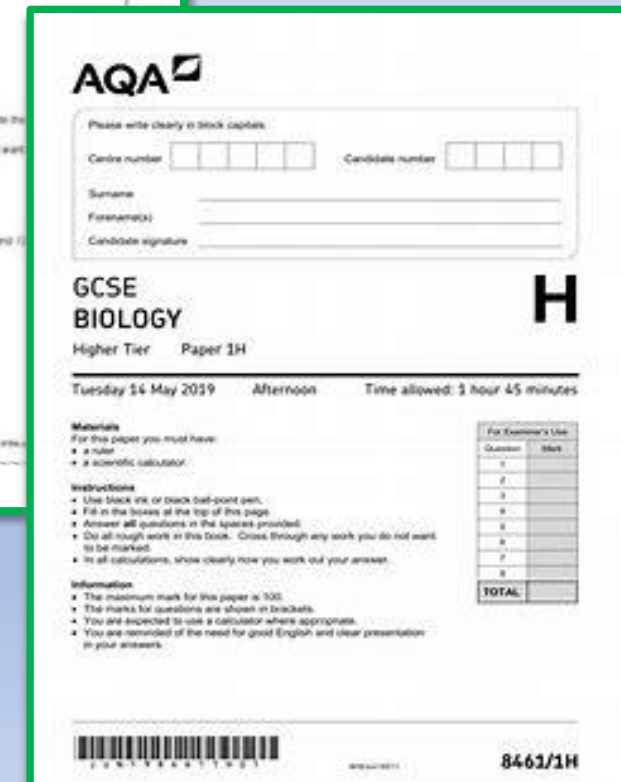 AQA
Please write clearly in block capitals.
Centre number Candidate number
Surname
Forename(s)
Candidate signature
GCSE
BIOLOGY
H
Higher Tier Paper 1H
Tuesday 14 May 2019 Afternoon Time allowed: 1 hour 45 minutes
Materials
For this paper you must have:
• a ruler
• a scientific calculator.
Instructions
• Use black ink or black ball-point pen.
• Fill in the boxes at the top of this page.
• Answer all questions in the spaces provided.
• Do all rough work in this book. Cross through any work you do not want
to be marked.
• In all calculations, show clearly how you work out your answer.
Information
• The maximum mark for this paper is 100.
• The marks for questions are shown in brackets.
• You are expected to use a calculator where appropriate.
• You are reminded of the need for good English and clear presentation
in your answers.
For Examiner's Use
Question Mark
1
2
3
4
5
6
7
8
TOTAL
8461/1H